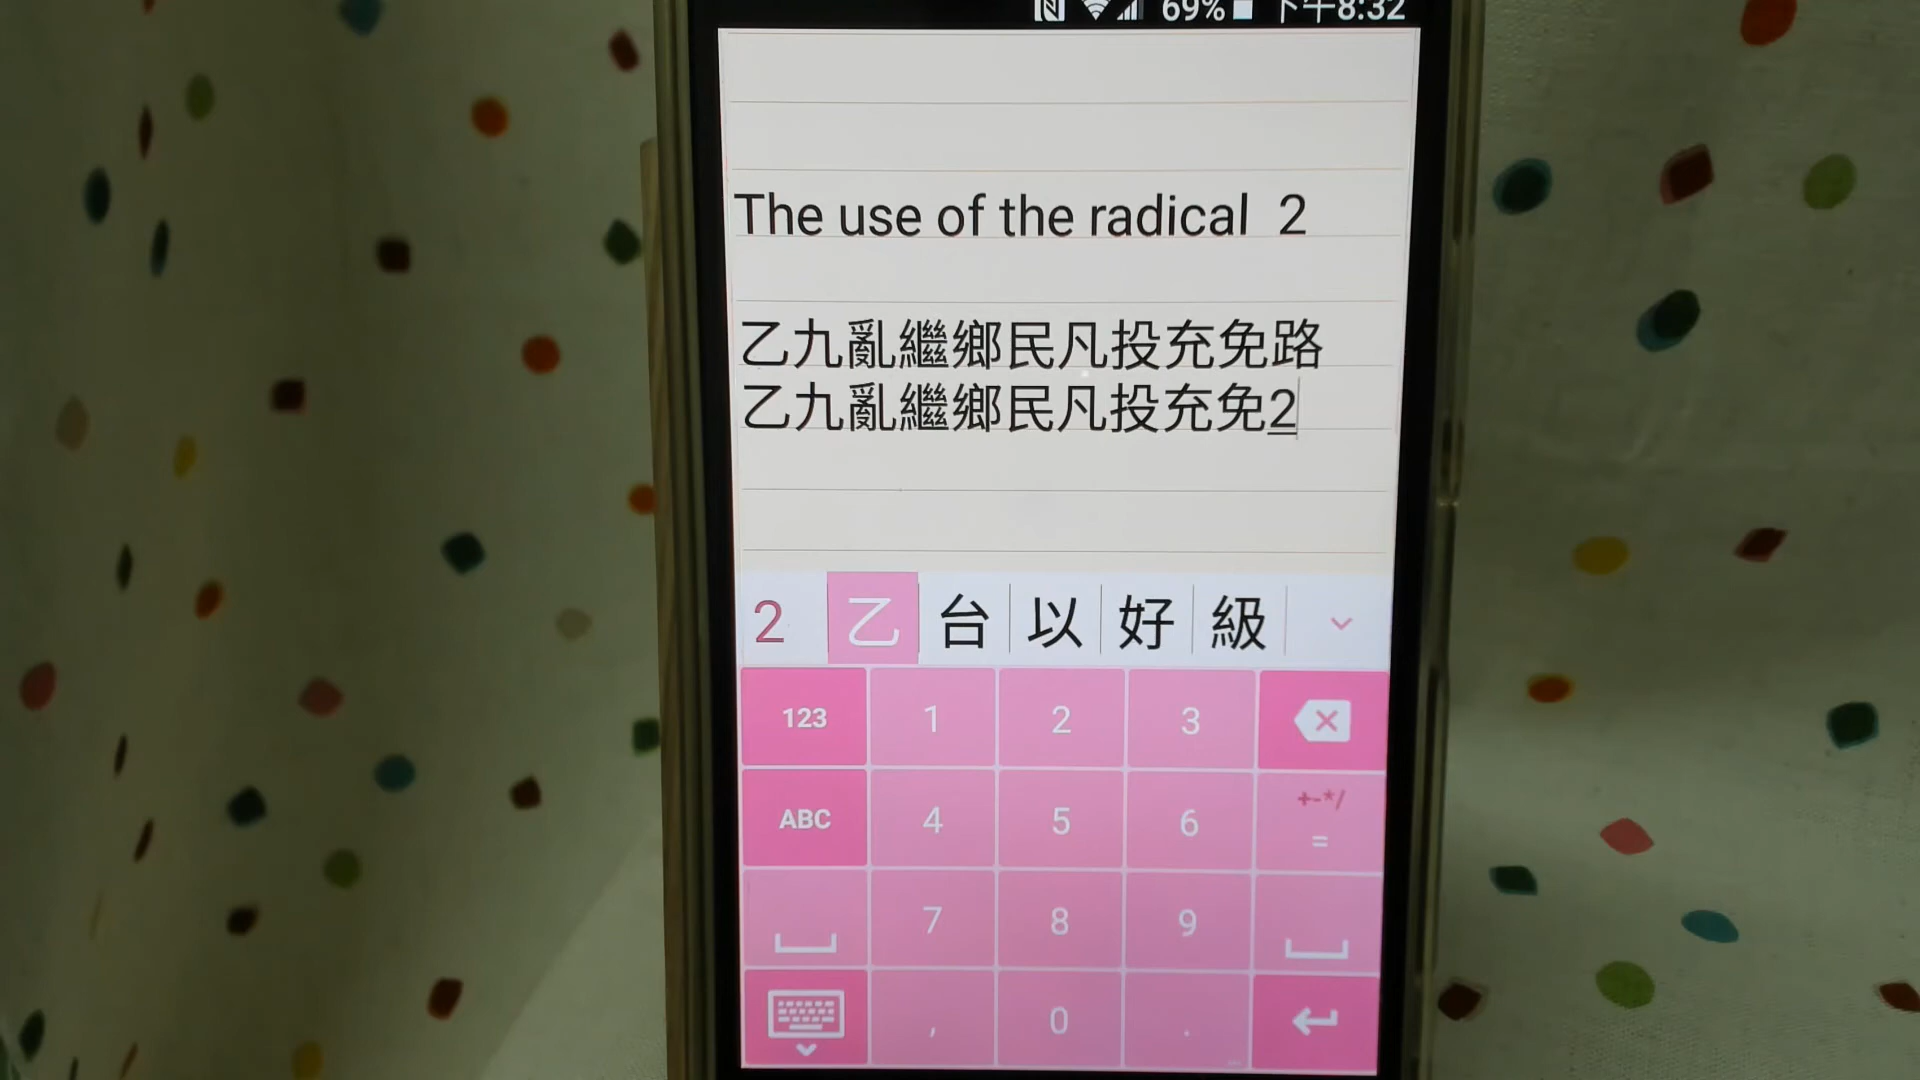 69% 下午8:32
The use of the radical 2
乙九亂繼鄉民凡投充免路
乙九亂繼鄉民凡投充免2
2 乙 台 以 好 級
123 1 2 3
ABC 4 5 6 +-*/ =
7 8 9
, 0 .